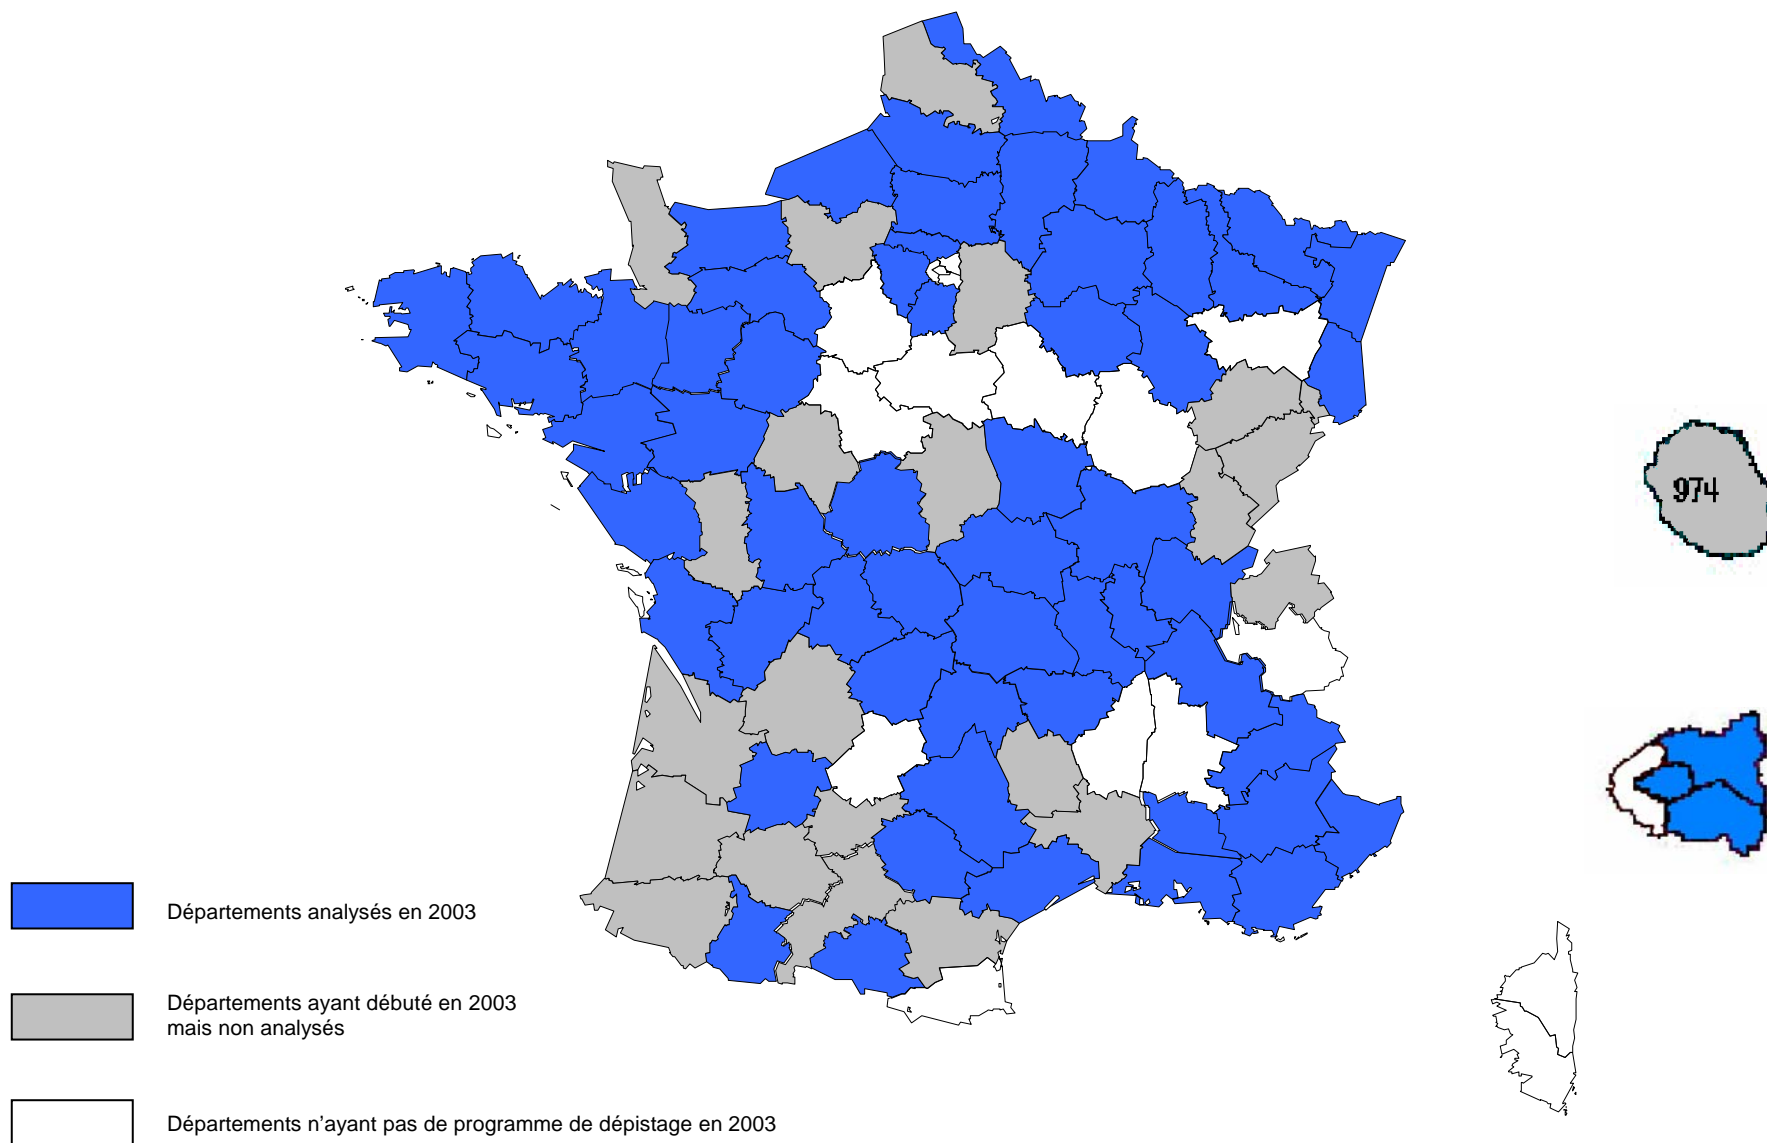 974
Départements analysés en 2003
Départements ayant débuté en 2003
mais non analysés
Départements n'ayant pas de programme de dépistage en 2003